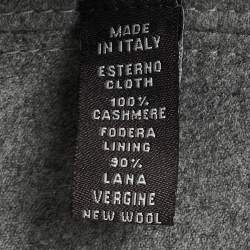 MADE
IN ITALY
ESTERNO
CLOTH
100%
CASHMERE
FODERA
LINING
90%
LANA
VERGINE
NEW WOOL